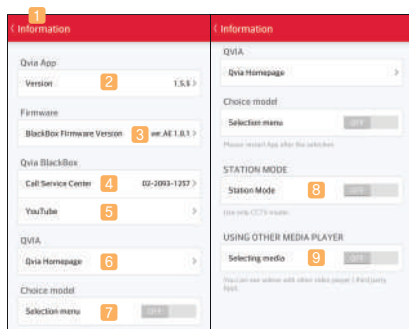 1
Information
Qvia App
Version 2 1.5.5 >
Firmware
BlackBox Firmware Version 3 ver.AE 1.0.1 >
Qvia BlackBox
Call Service Center 4 02-2093-1257 >
YouTube 5 >
QVIA
Qvia Homepage 6 >
Choice model
Selection menu 7 OFF
Information
QVIA
Qvia Homepage >
Choice model
Selection menu OFF
Please restart App after the selection
STATION MODE
Station Mode 8 OFF
Use only CCTV mode
USING OTHER MEDIA PLAYER
Selecting media 9 OFF
You can see videos with other video player (third party App).